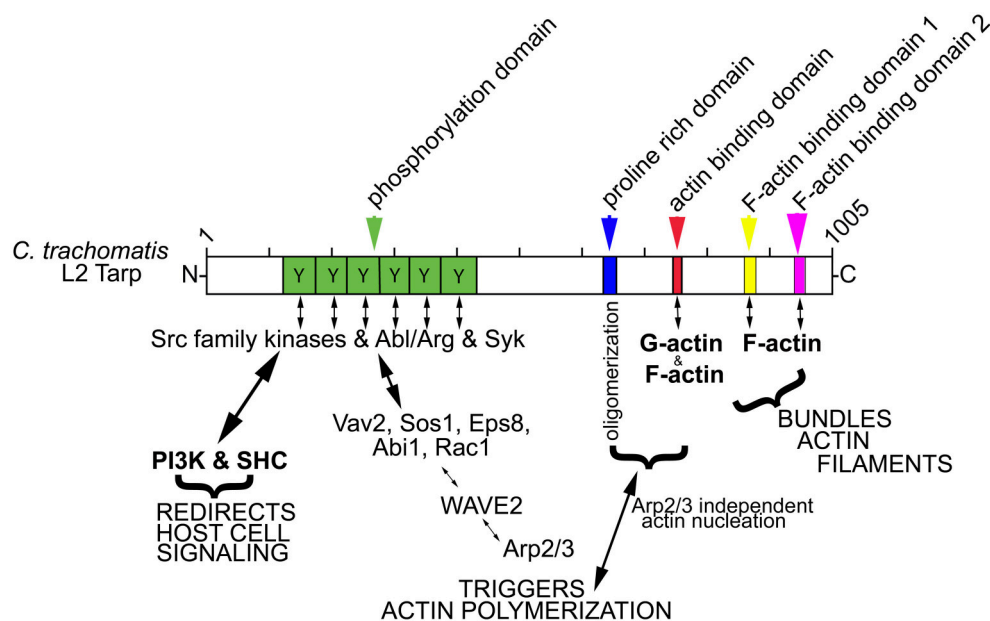 phosphorylation domain
proline rich domain
actin binding domain
F-actin binding domain 1
F-actin binding domain 2
1
1005
C. trachomatis
L2 Tarp
N
Y Y Y Y Y Y
C
Src family kinases & Abl/Arg & Syk
oligomerization
G-actin
&
F-actin
F-actin
Vav2, Sos1, Eps8,
Abi1, Rac1
BUNDLES
ACTIN
FILAMENTS
PI3K & SHC
REDIRECTS
HOST CELL
SIGNALING
WAVE2
Arp2/3
Arp2/3 independent
actin nucleation
TRIGGERS
ACTIN POLYMERIZATION